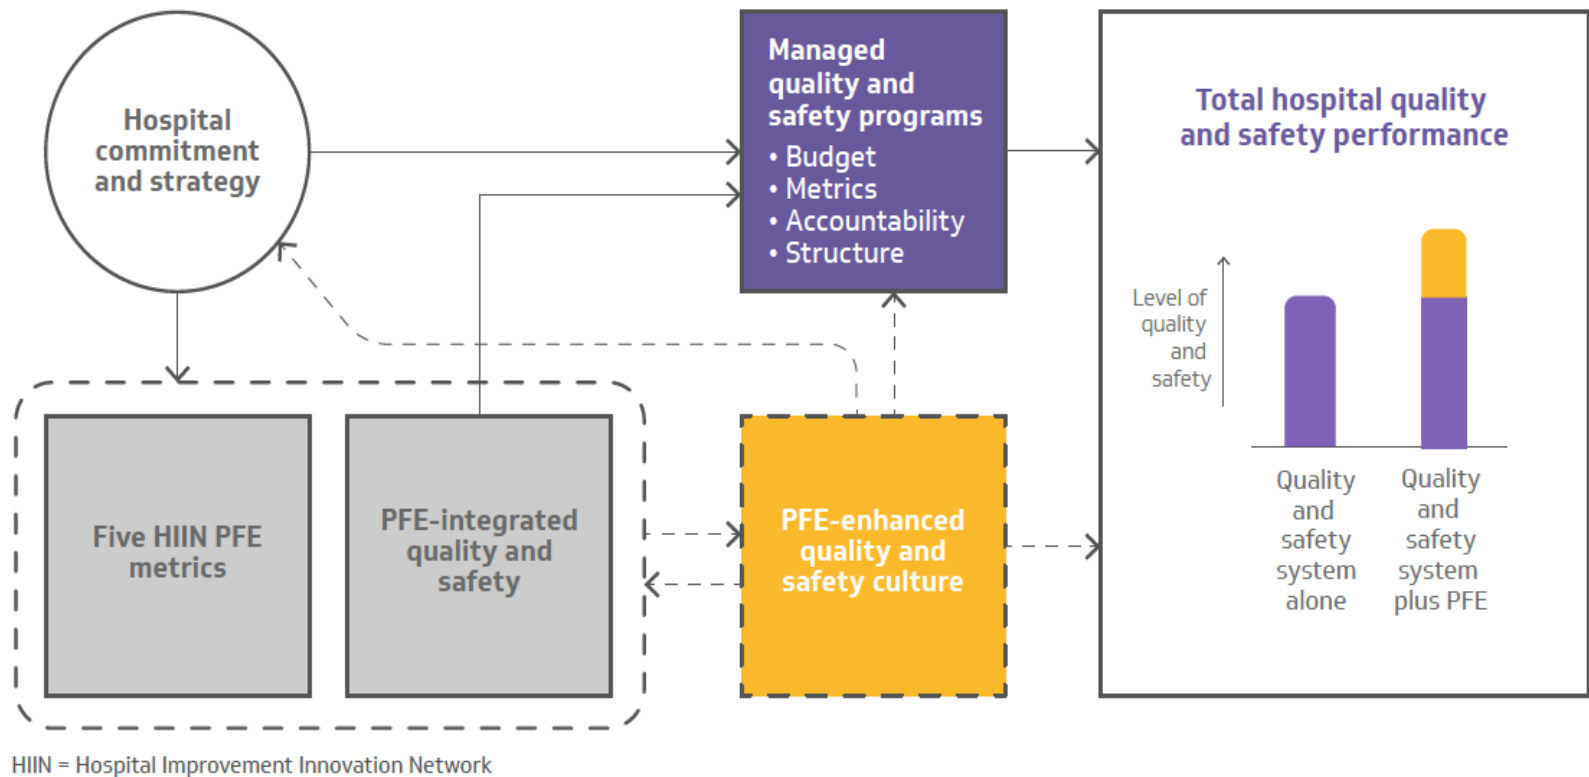 Hospital
commitment
and strategy
Managed
quality and
safety programs
• Budget
• Metrics
• Accountability
• Structure
Total hospital quality
and safety performance
Level of
quality
and
safety
Quality
and
safety
system
alone
Quality
and
safety
system
plus PFE
Five HIIN PFE
metrics
PFE-integrated
quality and
safety
PFE-enhanced
quality and
safety culture
HIIN = Hospital Improvement Innovation Network